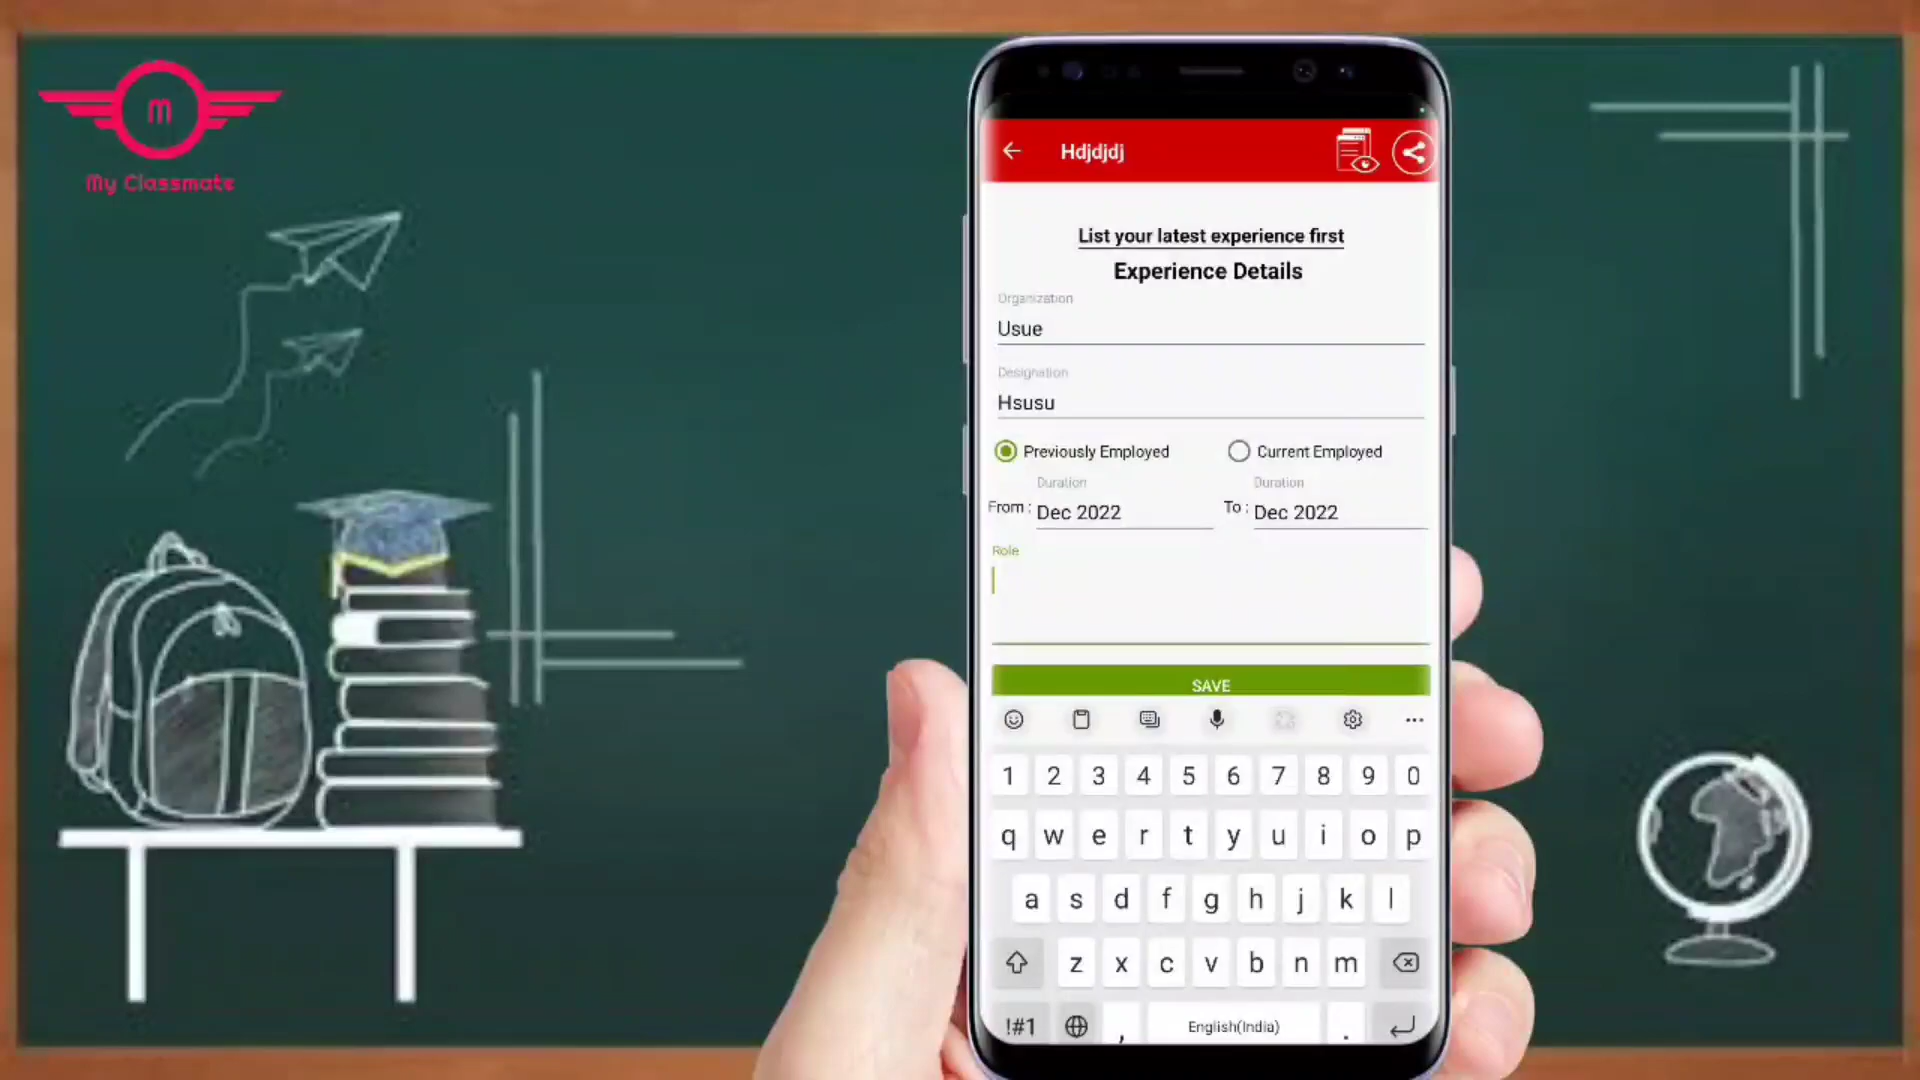 M
My Classmate
Hdjdjdj
List your latest experience first
Experience Details
Organization
Usue
Designation
Hsusu
Previously Employed
Current Employed
Duration
Duration
From : Dec 2022
To : Dec 2022
Role
SAVE
1 2 3 4 5 6 7 8 9 0
q w e r t y u i o p
a s d f g h j k l
z x c v b n m
!#1 , English(India) .